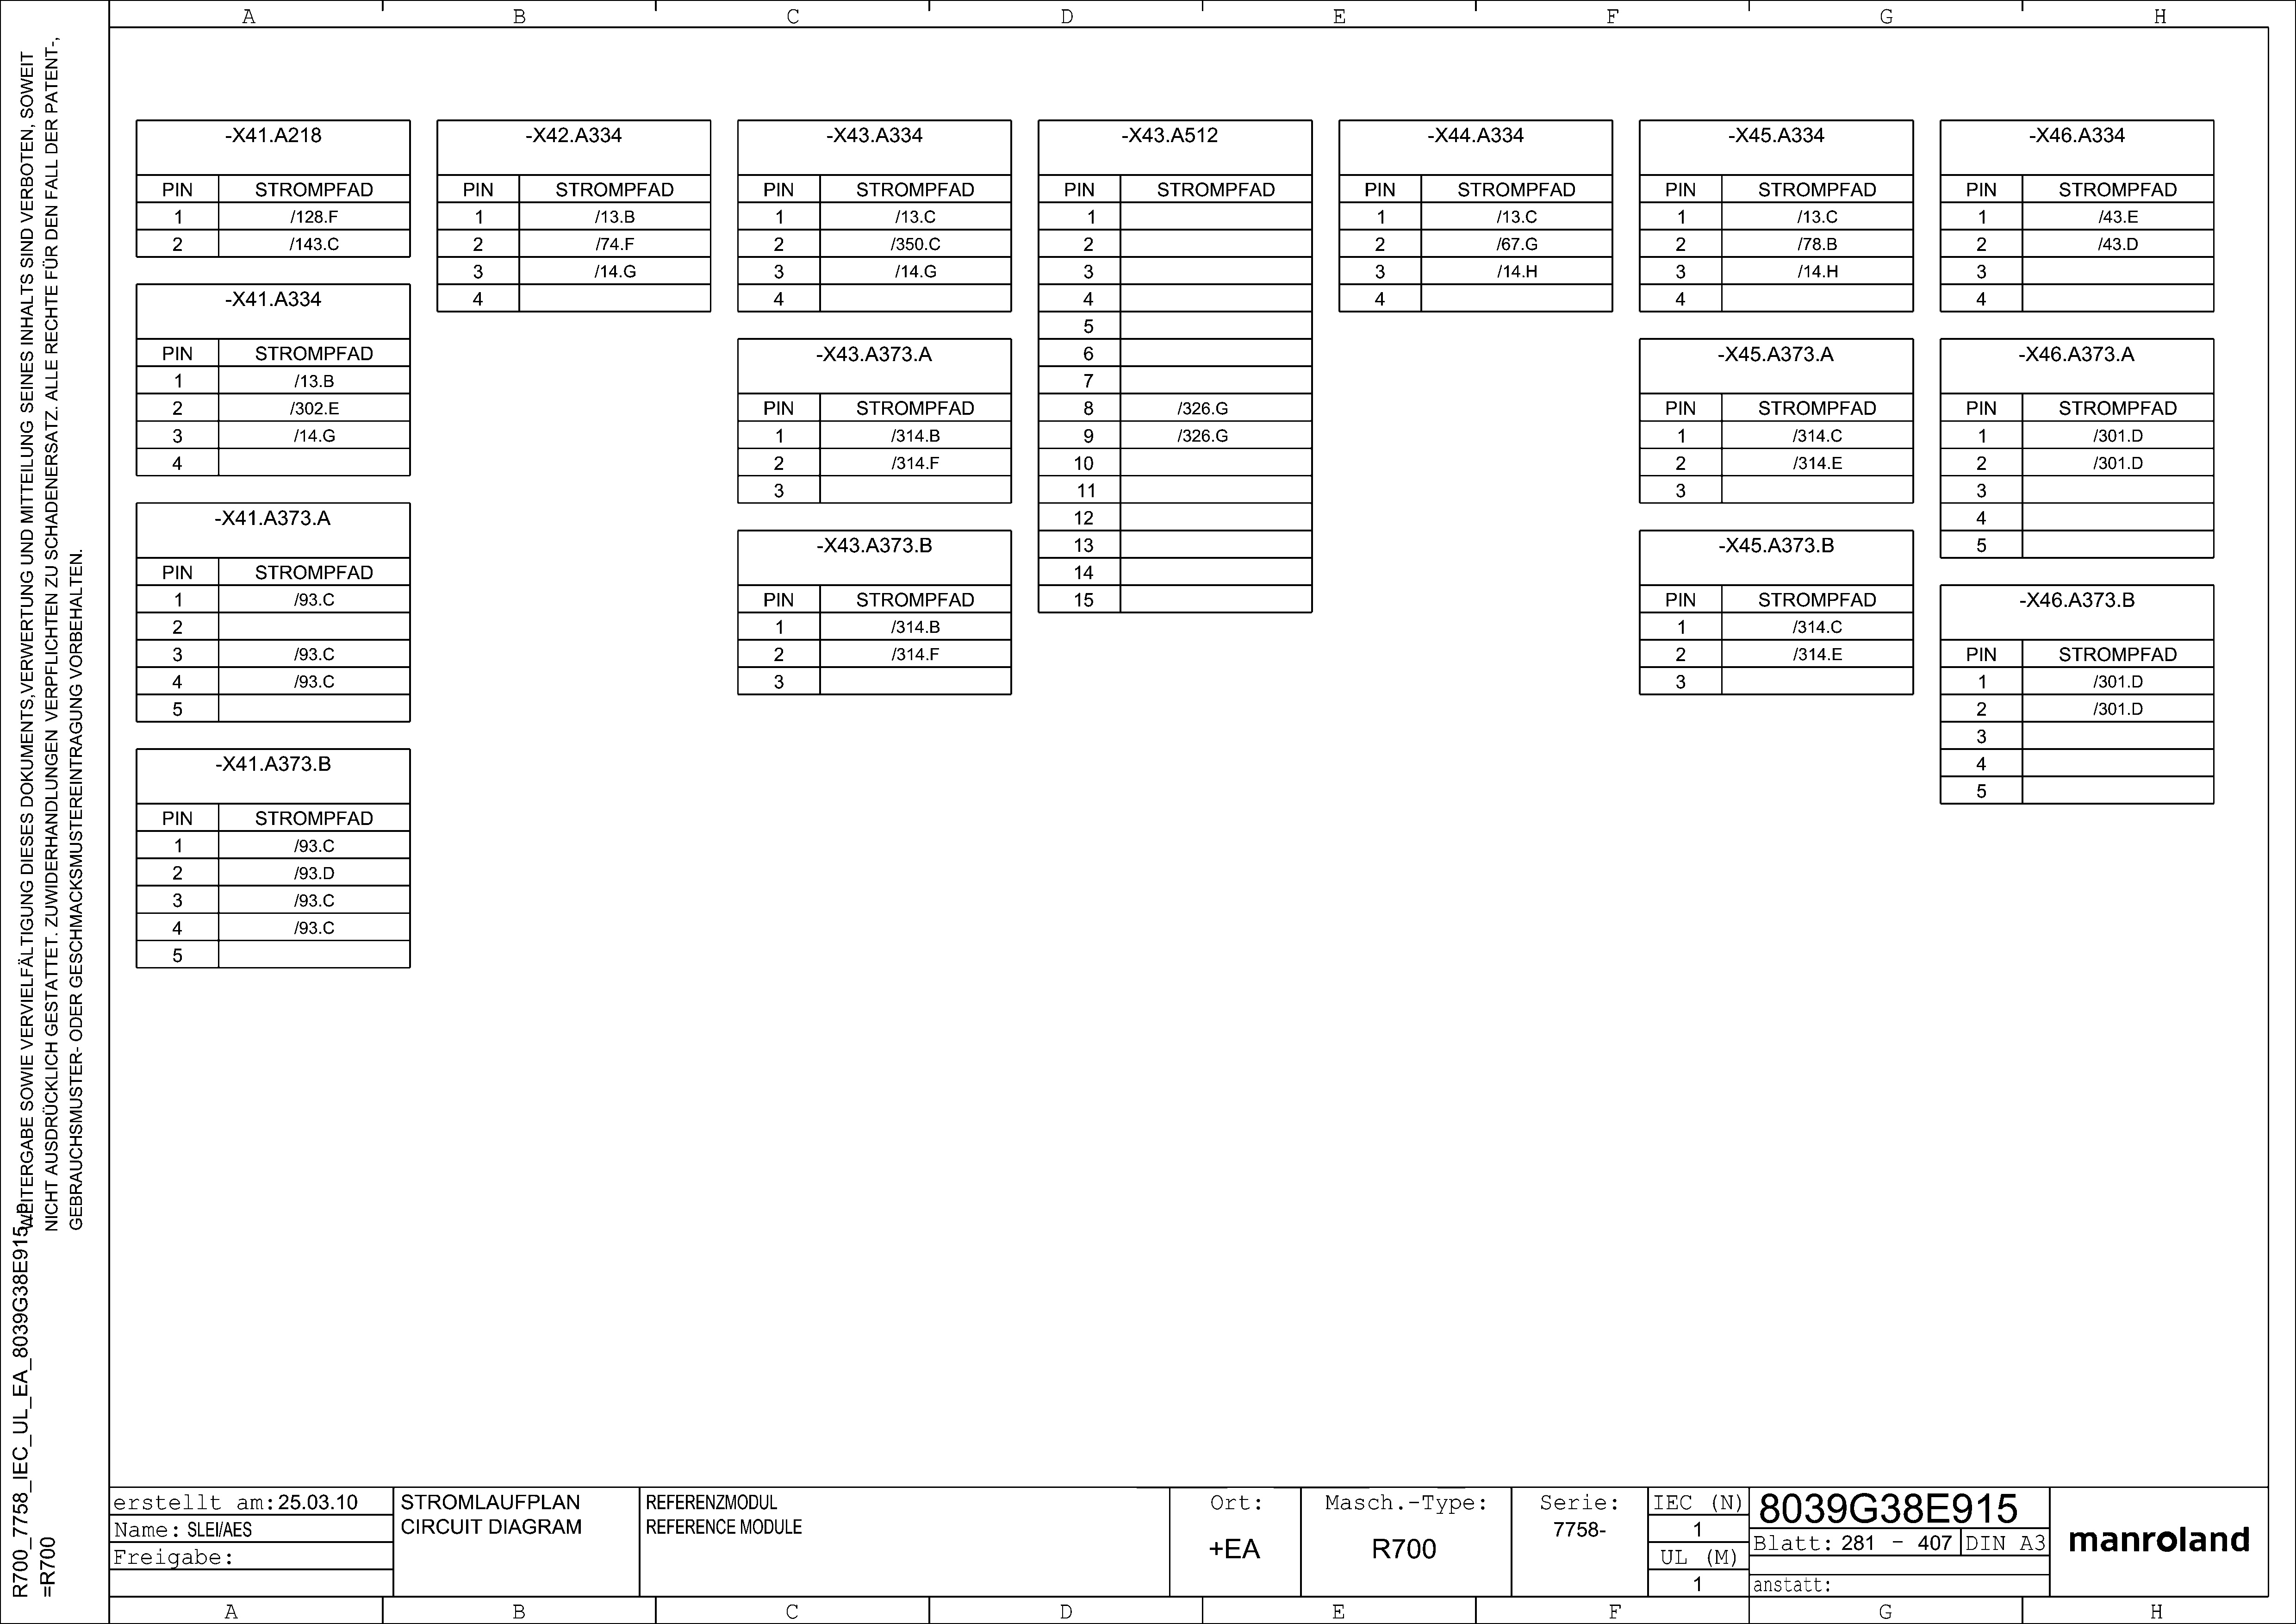 A B C D E F G H
-X41.A218
PIN STROMPFAD
1 /128.F
2 /143.C
-X41.A334
PIN STROMPFAD
1 /13.B
2 /302.E
3 /14.G
4
-X41.A373.A
PIN STROMPFAD
1 /93.C
2
3 /93.C
4 /93.C
5
-X41.A373.B
PIN STROMPFAD
1 /93.C
2 /93.D
3 /93.C
4 /93.C
5
-X42.A334
PIN STROMPFAD
1 /13.B
2 /74.F
3 /14.G
4
-X43.A334
PIN STROMPFAD
1 /13.C
2 /350.C
3 /14.G
4
-X43.A373.A
PIN STROMPFAD
1 /314.B
2 /314.F
3
-X43.A373.B
PIN STROMPFAD
1 /314.B
2 /314.F
3
-X43.A512
PIN STROMPFAD
1
2
3
4
5
6
7
8 /326.G
9 /326.G
10
11
12
13
14
15
-X44.A334
PIN STROMPFAD
1 /13.C
2 /67.G
3 /14.H
4
-X45.A334
PIN STROMPFAD
1 /13.C
2 /78.B
3 /14.H
4
-X45.A373.A
PIN STROMPFAD
1 /314.C
2 /314.E
3
-X45.A373.B
PIN STROMPFAD
1 /314.C
2 /314.E
3
-X46.A334
PIN STROMPFAD
1 /43.E
2 /43.D
3
4
-X46.A373.A
PIN STROMPFAD
1 /301.D
2 /301.D
3
4
5
-X46.A373.B
PIN STROMPFAD
1 /301.D
2 /301.D
3
4
5
WEITERGABE SOWIE VERVIELFÄLTIGUNG DIESES DOKUMENTS,VERWERTUNG UND MITTEILUNG SEINES INHALTS SIND VERBOTEN, SOWEIT
NICHT AUSDRÜCKLICH GESTATTET. ZUWIDERHANDLUNGEN VERPFLICHTEN ZU SCHADENERSATZ. ALLE RECHTE FÜR DEN FALL DER PATENT-,
GEBRAUCHSMUSTER- ODER GESCHMACKSMUSTEREINTRAGUNG VORBEHALTEN.
=R700
erstellt am: 25.03.10
Name: SLEI/AES
Freigabe:
STROMLAUFPLAN
CIRCUIT DIAGRAM
REFERENZMODUL
REFERENCE MODULE
Ort:
+EA
Masch.-Type:
R700
Serie:
7758-
IEC (N)
1
UL (M)
1
8039G38E915
Blatt: 281 - 407 DIN A3
anstatt:
manroland
A B C D E F G H